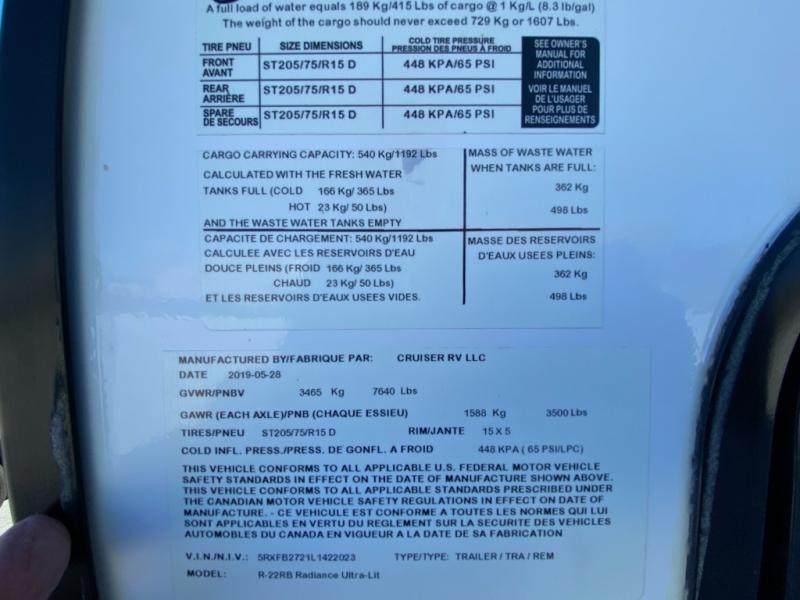 A full load of water equals 189 Kg/415 Lbs of cargo @ 1 Kg/L (8.3 lb/gal)
The weight of the cargo should never exceed 729 Kg or 1607 Lbs.
TIRE PNEU SIZE DIMENSIONS COLD TIRE PRESSURE
PRESSION DES PNEUS À FROID
FRONT
AVANT ST205/75/R15 D 448 KPA/65 PSI
REAR
ARRIÈRE ST205/75/R15 D 448 KPA/65 PSI
SPARE
DE SECOURS ST205/75/R15 D 448 KPA/65 PSI
SEE OWNER'S
MANUAL FOR
ADDITIONAL
INFORMATION
VOIR LE MANUEL
DE L'USAGER
POUR PLUS DE
RENSEIGNEMENTS
CARGO CARRYING CAPACITY: 540 Kg/1192 Lbs
CALCULATED WITH THE FRESH WATER
TANKS FULL (COLD 166 Kg/ 365 Lbs
HOT 23 Kg/ 50 Lbs)
AND THE WASTE WATER TANKS EMPTY
MASS OF WASTE WATER
WHEN TANKS ARE FULL:
362 Kg
498 Lbs
CAPACITE DE CHARGEMENT: 540 Kg/1192 Lbs
CALCULEE AVEC LES RESERVOIRS D'EAU
DOUCE PLEINS (FROID 166 Kg/ 365 Lbs
CHAUD 23 Kg/ 50 Lbs)
ET LES RESERVOIRS D'EAUX USEES VIDES.
MASSE DES RESERVOIRS
D'EAUX USEES PLEINS:
362 Kg
498 Lbs
MANUFACTURED BY/FABRIQUE PAR: CRUISER RV LLC
DATE 2019-05-28
GVWR/PNBV 3465 Kg 7640 Lbs
GAWR (EACH AXLE)/PNB (CHAQUE ESSIEU) 1588 Kg 3500 Lbs
TIRES/PNEU ST205/75/R15 D RIM/JANTE 15 X 5
COLD INFL. PRESS./PRESS. DE GONFL. A FROID 448 KPA ( 65 PSI/LPC)
THIS VEHICLE CONFORMS TO ALL APPLICABLE U.S. FEDERAL MOTOR VEHICLE
SAFETY STANDARDS IN EFFECT ON THE DATE OF MANUFACTURE SHOWN ABOVE.
THIS VEHICLE CONFORMS TO ALL APPLICABLE STANDARDS PRESCRIBED UNDER
THE CANADIAN MOTOR VEHICLE SAFETY REGULATIONS IN EFFECT ON DATE OF
MANUFACTURE. - CE VEHICULE EST CONFORME A TOUTES LES NORMES QUI LUI
SONT APPLICABLES EN VERTU DU REGLEMENT SUR LA SECURITE DES VEHICLES
AUTOMOBILES DU CANADA EN VIGUEUR A LA DATE DE SA FABRICATION
V.I.N./N.I.V.: 5RXFB2721L1422023 TYPE/TYPE: TRAILER / TRA / REM
MODEL: R-22RB Radiance Ultra-Lit